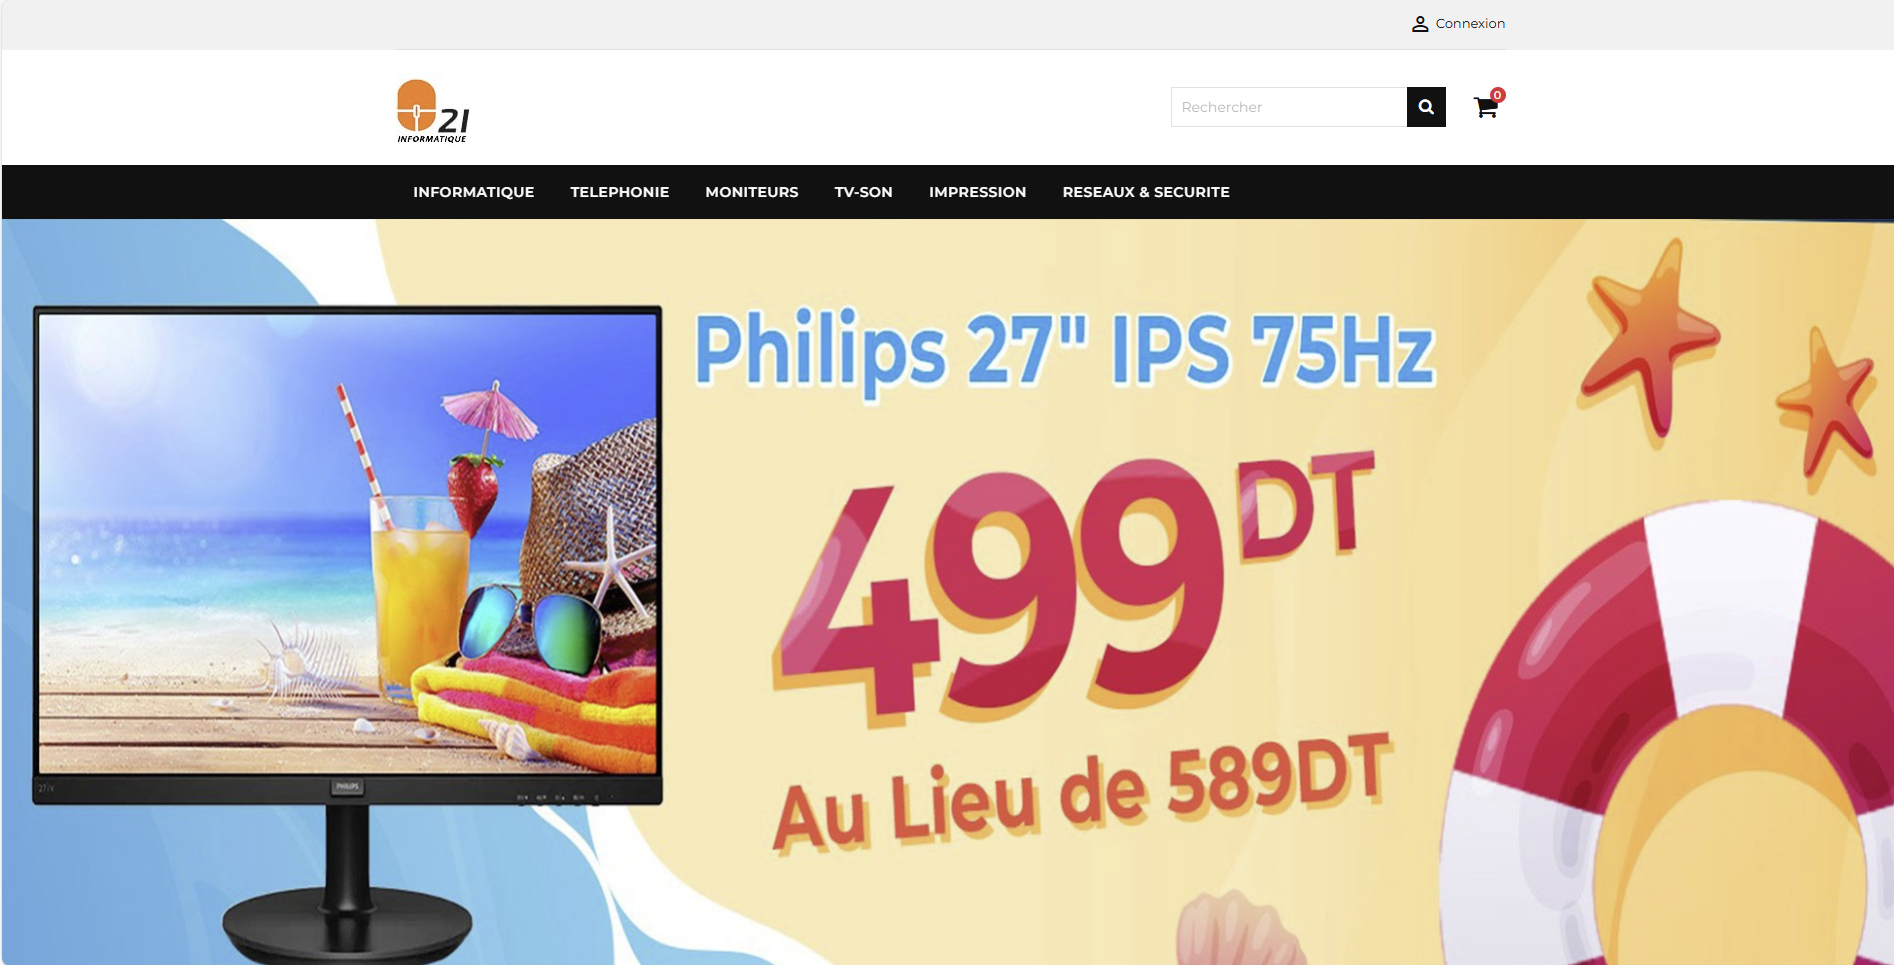 Connexion
21
INFORMATIQUE
Rechercher
0
INFORMATIQUE TELEPHONIE MONITEURS TV-SON IMPRESSION RESEAUX & SECURITE
Philips 27" IPS 75Hz
499DT
Au Lieu de 589DT
PHILIPS